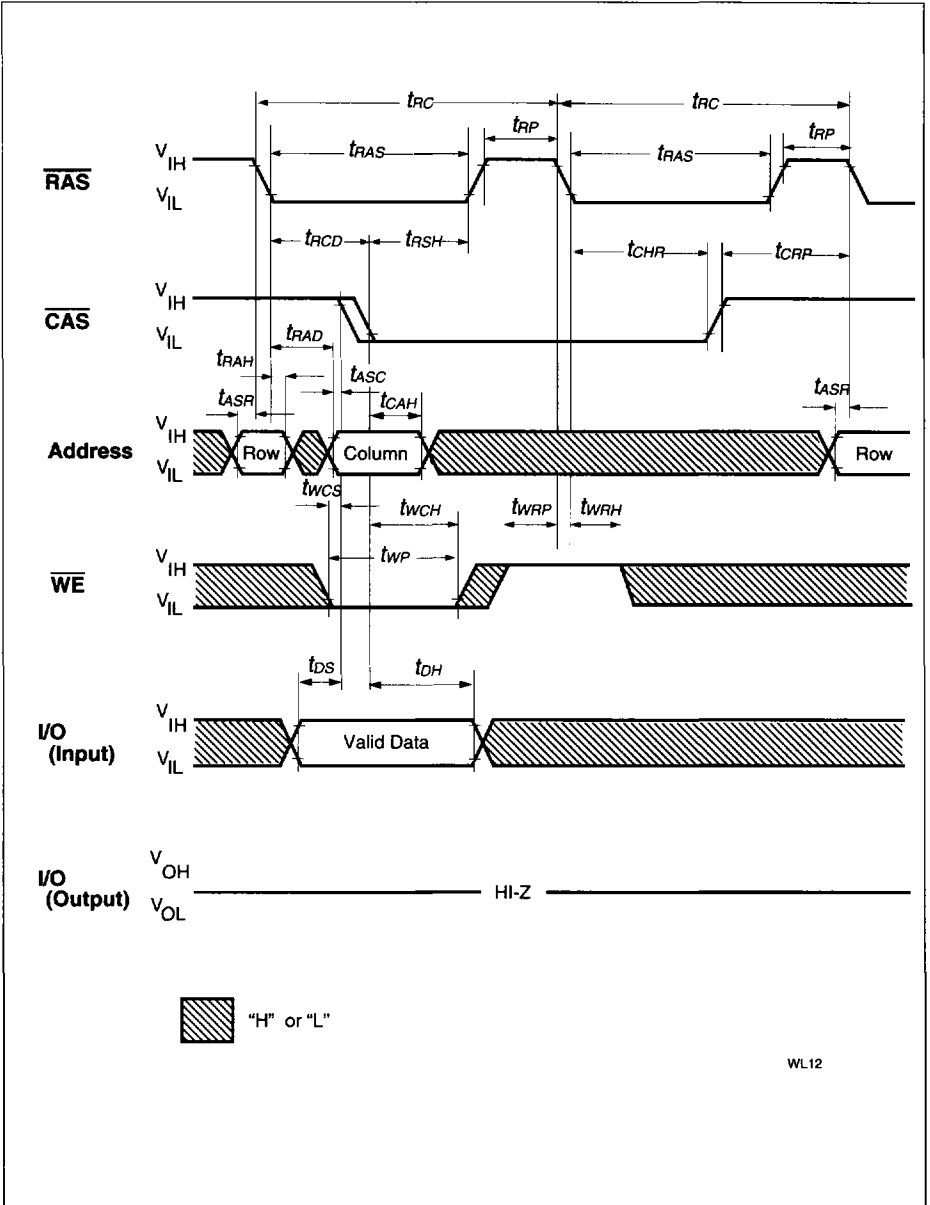 tRC tRC
tRP tRP
tRAS tRAS
RAS VIH
VIL
tRCD tRSH tCHR tCRP
CAS VIH
VIL
tRAD
tRAH tASC
tASR tCAH tASR
Address VIH
VIL
Row Column Row
tWCS
tWCH tWRP tWRH
tWP
WE VIH
VIL
tDS tDH
I/O (Input) VIH
VIL
Valid Data
I/O (Output) VOH
VOL
HI-Z
“H” or “L”
WL12